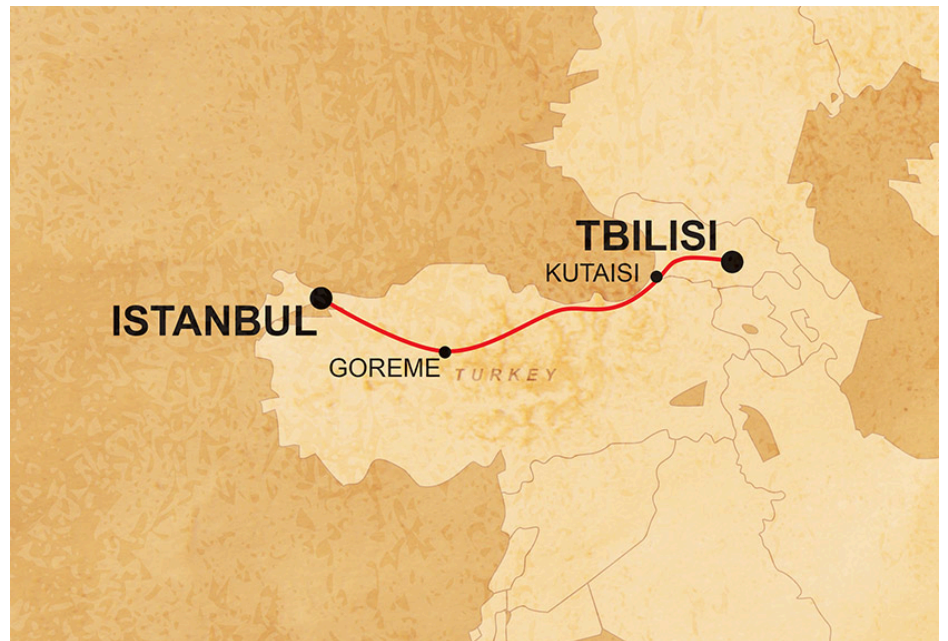 TBILISI
KUTAISI
ISTANBUL
GOREME
TURKEY